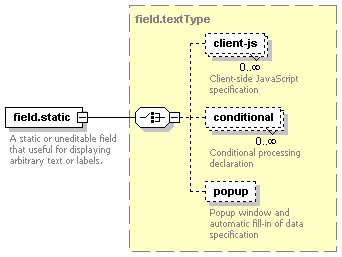 field.textType
client-js
0..∞
Client-side JavaScript
specification
field.static
A static or uneditable field
that useful for displaying
arbitrary text or labels.
conditional
0..∞
Conditional processing
declaration
popup
Popup window and
automatic fill-in of data
specification